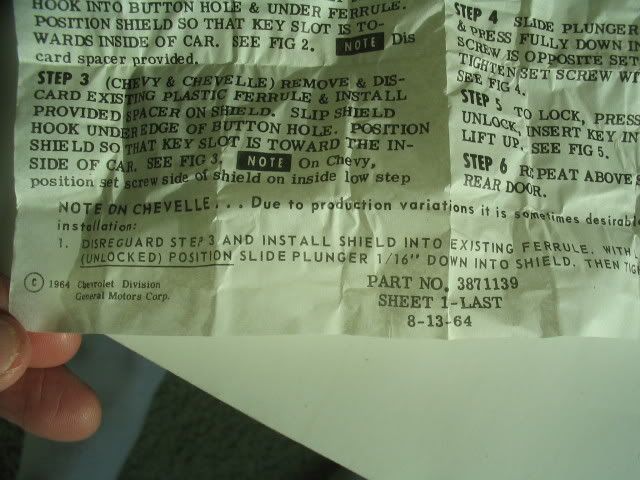 HOOK INTO BUTTON HOLE & UNDER FERRULE.
POSITION SHIELD SO THAT KEY SLOT IS TO-
WARDS INSIDE OF CAR. SEE FIG 2. NOTE Dis
card spacer provided.
STEP 3 (CHEVY & CHEVELLE) REMOVE & DIS-
CARD EXISTING PLASTIC FERRULE & INSTALL
PROVIDED SPACER ON SHIELD. SLIP SHIELD
HOOK UNDER EDGE OF BUTTON HOLE. POSITION
SHIELD SO THAT KEY SLOT IS TOWARD THE IN-
SIDE OF CAR. SEE FIG 3. NOTE On Chevy,
position set screw side of shield on inside low step
STEP 4 SLIDE PLUNGER
& PRESS FULLY DOWN IN
SCREW IS OPPOSITE SET
TIGHTEN SET SCREW WI
SEE FIG 4.
STEP 5 TO LOCK, PRESS
UNLOCK, INSERT KEY IN
LIFT UP. SEE FIG 5.
STEP 6 REPEAT ABOVE S
REAR DOOR.
NOTE ON CHEVELLE... Due to production variations it is sometimes desirabl
installation:
1. DISREGUARD STEP 3 AND INSTALL SHIELD INTO EXISTING FERRULE. WITH
(UNLOCKED) POSITION SLIDE PLUNGER 1/16" DOWN INTO SHIELD. THEN TIG
© 1964 Chevrolet Division
General Motors Corp.
PART NO. 3871139
SHEET 1-LAST
8-13-64